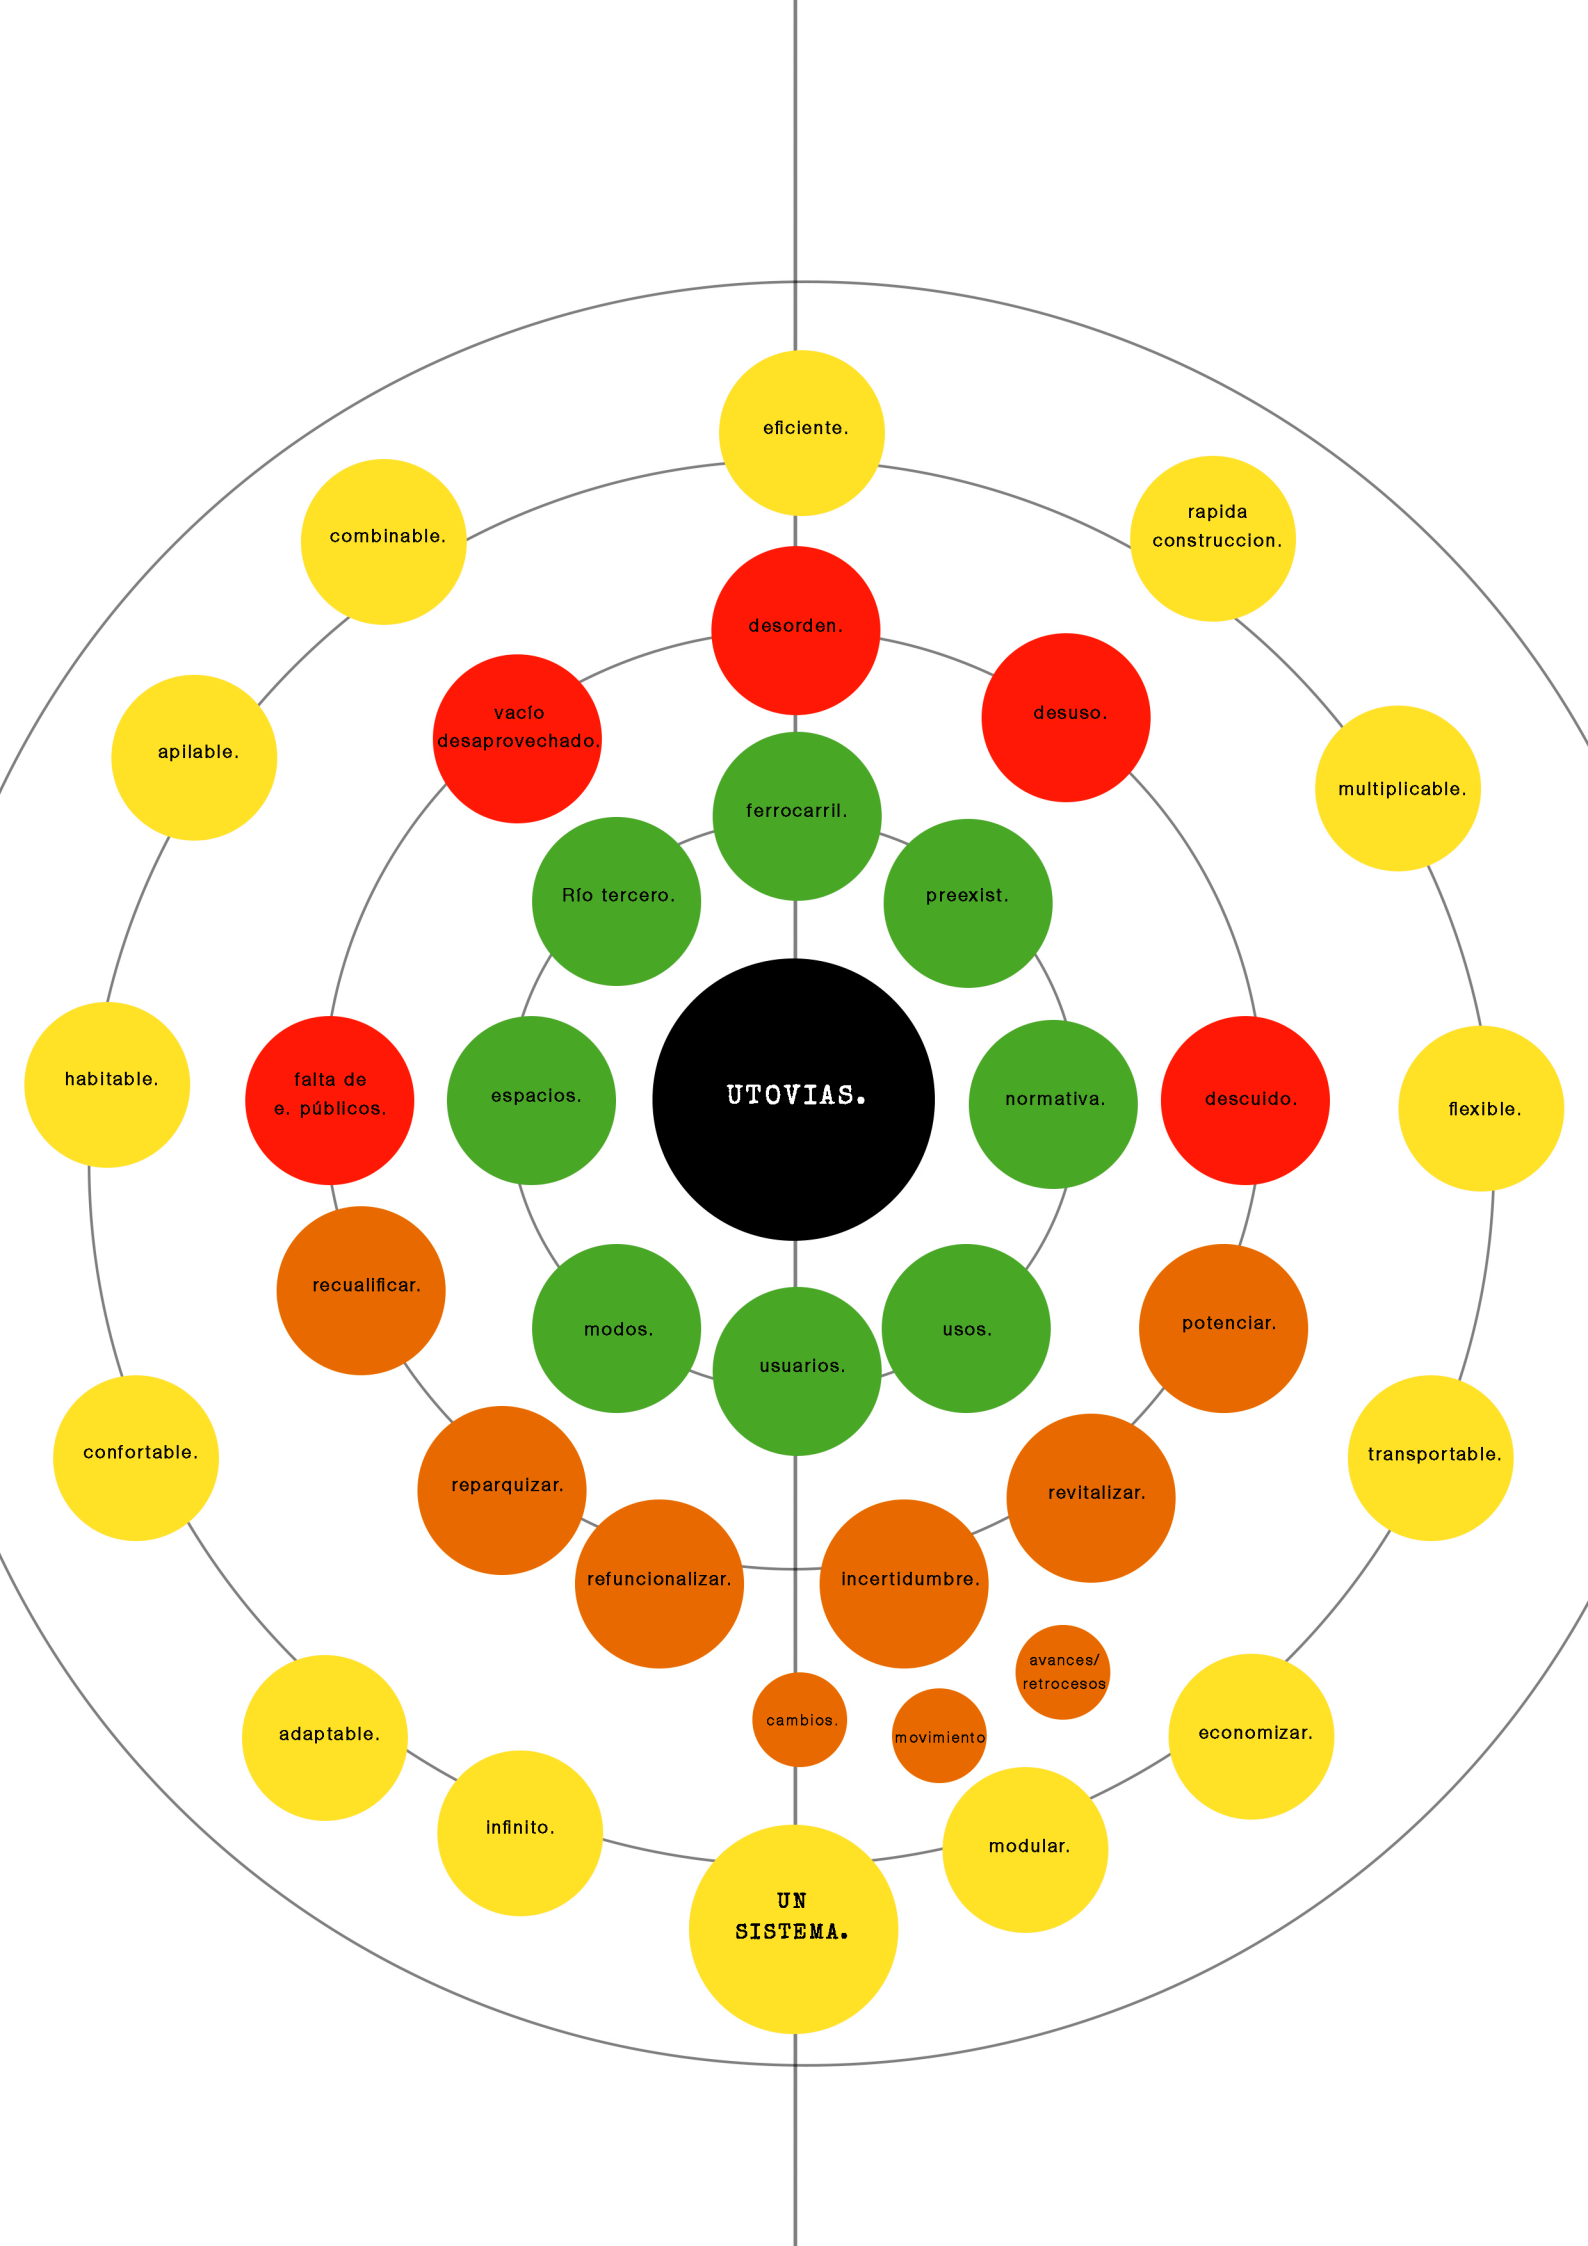 eficiente.
rapida
construccion.
combinable.
desorden.
vacío
desaprovechado.
desuso.
apilable.
multiplicable.
ferrocarril.
Río tercero.
preexist.
habitable.
falta de
e. públicos.
espacios.
UTOVIAS.
normativa.
descuido.
flexible.
recualificar.
modos.
usuarios.
usos.
potenciar.
confortable.
reparquizar.
revitalizar.
transportable.
refuncionalizar.
incertidumbre.
avances/
retrocesos
cambios.
movimiento
adaptable.
economizar.
infinito.
modular.
UN
SISTEMA.